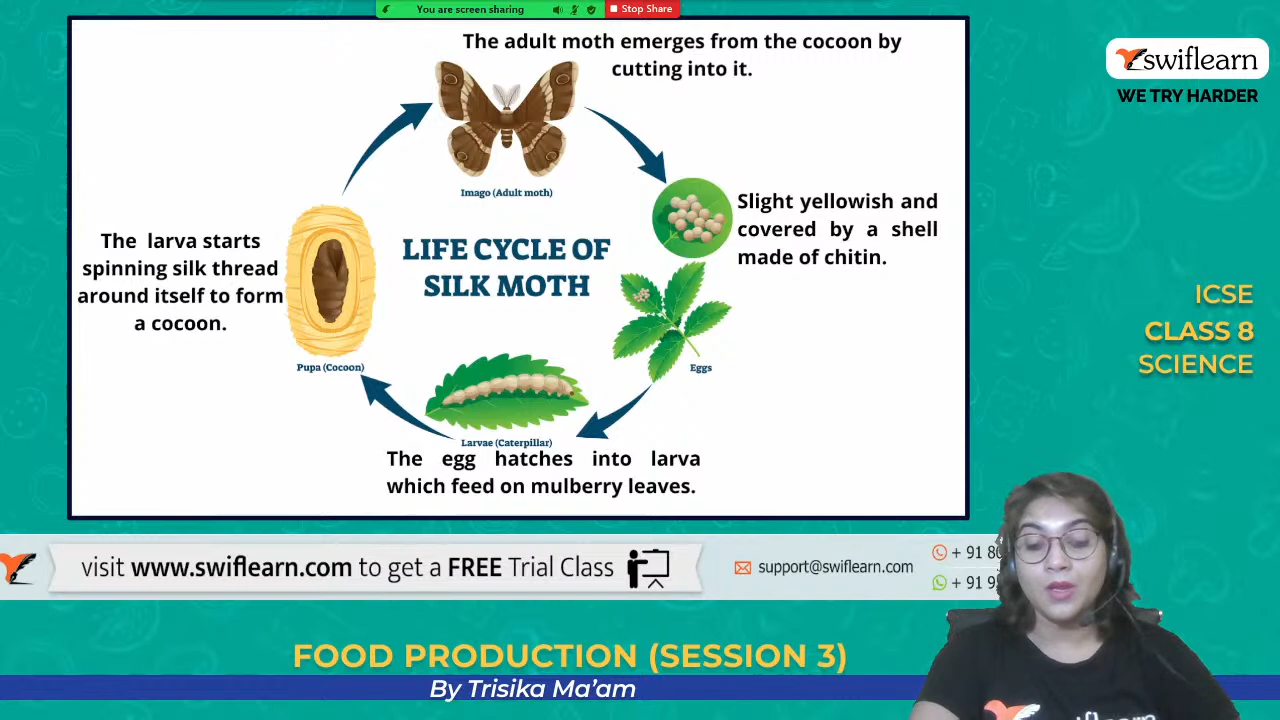 You are screen sharing
Stop Share
The adult moth emerges from the cocoon by
cutting into it.
Imago (Adult moth)
Slight yellowish and
covered by a shell
made of chitin.
The larva starts
spinning silk thread
around itself to form
a cocoon.
LIFE CYCLE OF
SILK MOTH
Pupa (Cocoon)
Eggs
Larvae (Caterpillar)
The egg hatches into larva
which feed on mulberry leaves.
swiflearn
WE TRY HARDER
ICSE
CLASS 8
SCIENCE
visit www.swiflearn.com to get a FREE Trial Class
support@swiflearn.com
+ 91 80
+ 91 9
FOOD PRODUCTION (SESSION 3)
By Trisika Ma'am